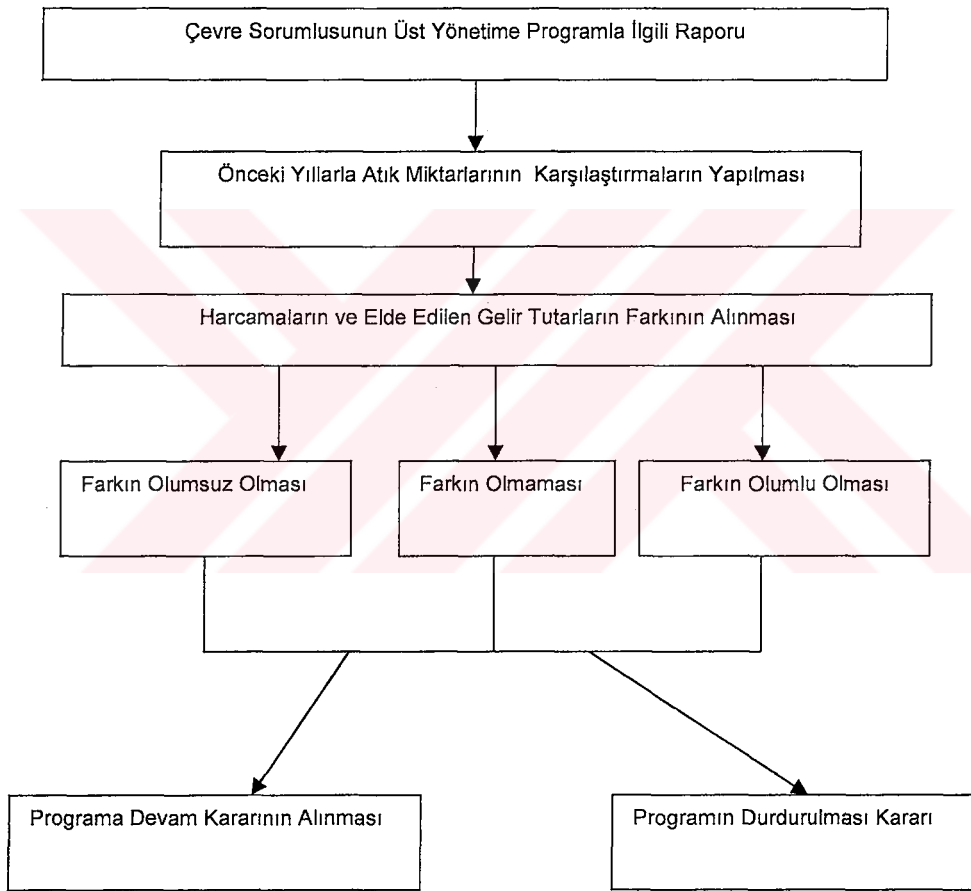 Çevre Sorumlusunun Üst Yönetime Programla İlgili Raporu
Önceki Yıllarla Atık Miktarlarının Karşılaştırmaların Yapılması
Harcamaların ve Elde Edilen Gelir Tutarların Farkının Alınması
Farkın Olumsuz Olması
Farkın Olmaması
Farkın Olumlu Olması
Programa Devam Kararının Alınması
Programın Durdurulması Kararı